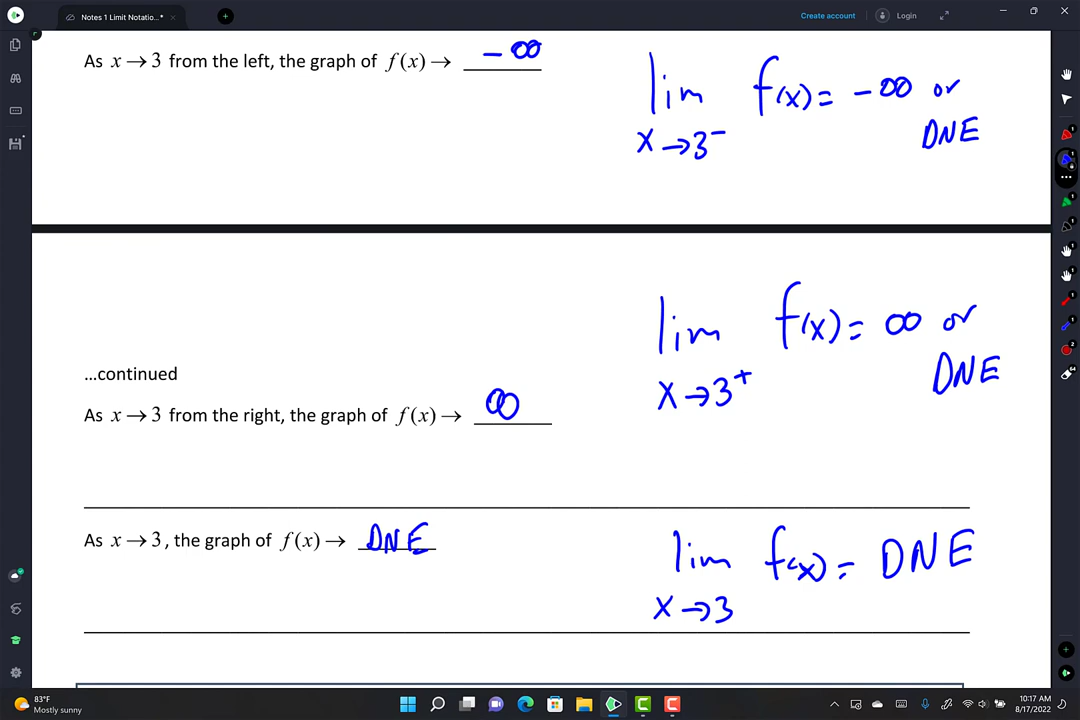 Notes 1 Limit Notation...*
Create account
Login
As x → 3 from the left, the graph of f(x) → -∞
lim f(x) = -∞ or
x → 3⁻ DNE
lim f(x) = ∞ or
x → 3⁺ DNE
...continued
As x → 3 from the right, the graph of f(x) → ∞
As x → 3, the graph of f(x) → DNE
lim f(x) = DNE
x → 3
83°F
Mostly sunny
10:17 AM
8/17/2022